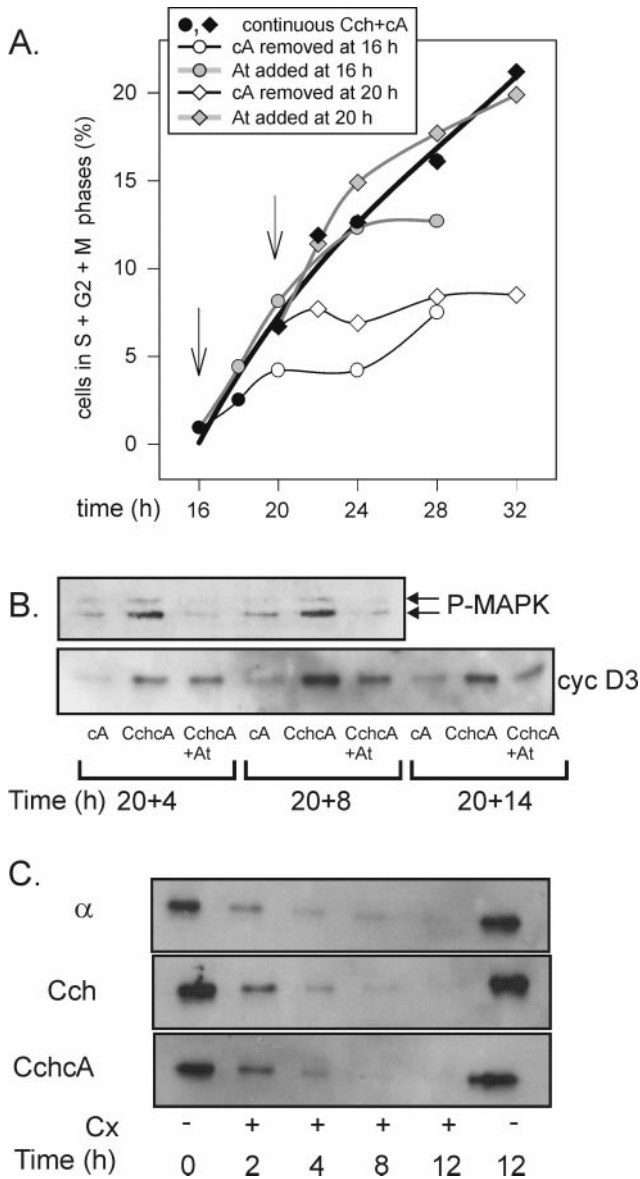 A.
●,◆ continuous Cch+cA
cA removed at 16 h
At added at 16 h
cA removed at 20 h
At added at 20 h
cells in S + G2 + M phases (%)
20
15
10
5
0
time (h) 16 20 24 28 32
B.
P-MAPK
cyc D3
cA CchcA CchcA +At cA CchcA CchcA +At cA CchcA CchcA +At
Time (h) 20+4 20+8 20+14
C.
α
Cch
CchcA
Cx - + + + + -
Time (h) 0 2 4 8 12 12